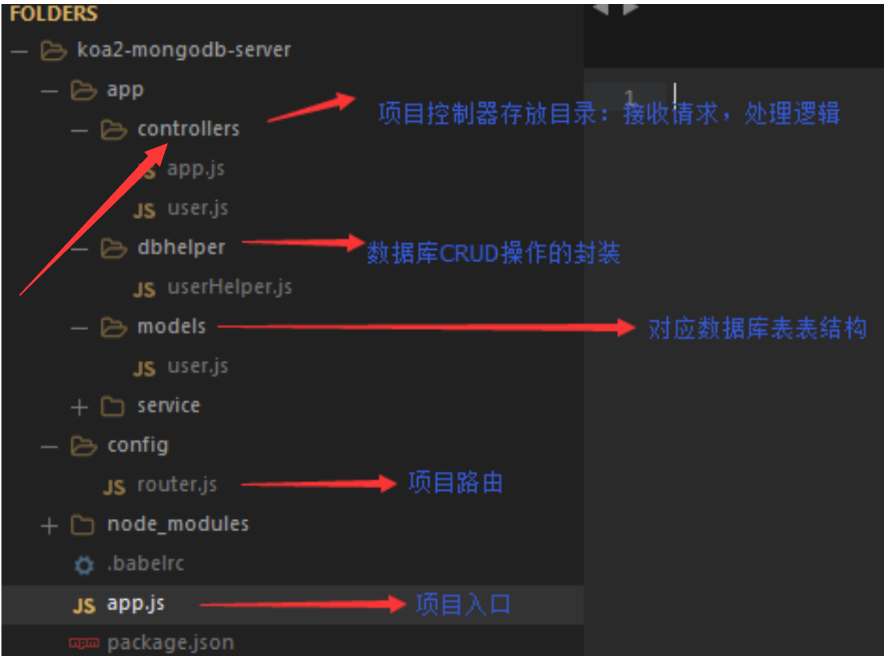 FOLDERS
koa2-mongodb-server
app
controllers
项目控制器存放目录：接收请求，处理逻辑
1
JS app.js
JS user.js
dbhelper
数据库CRUD操作的封装
JS userHelper.js
models
对应数据库表表结构
JS user.js
service
config
JS router.js
项目路由
node_modules
.babelrc
JS app.js
项目入口
npm package.json